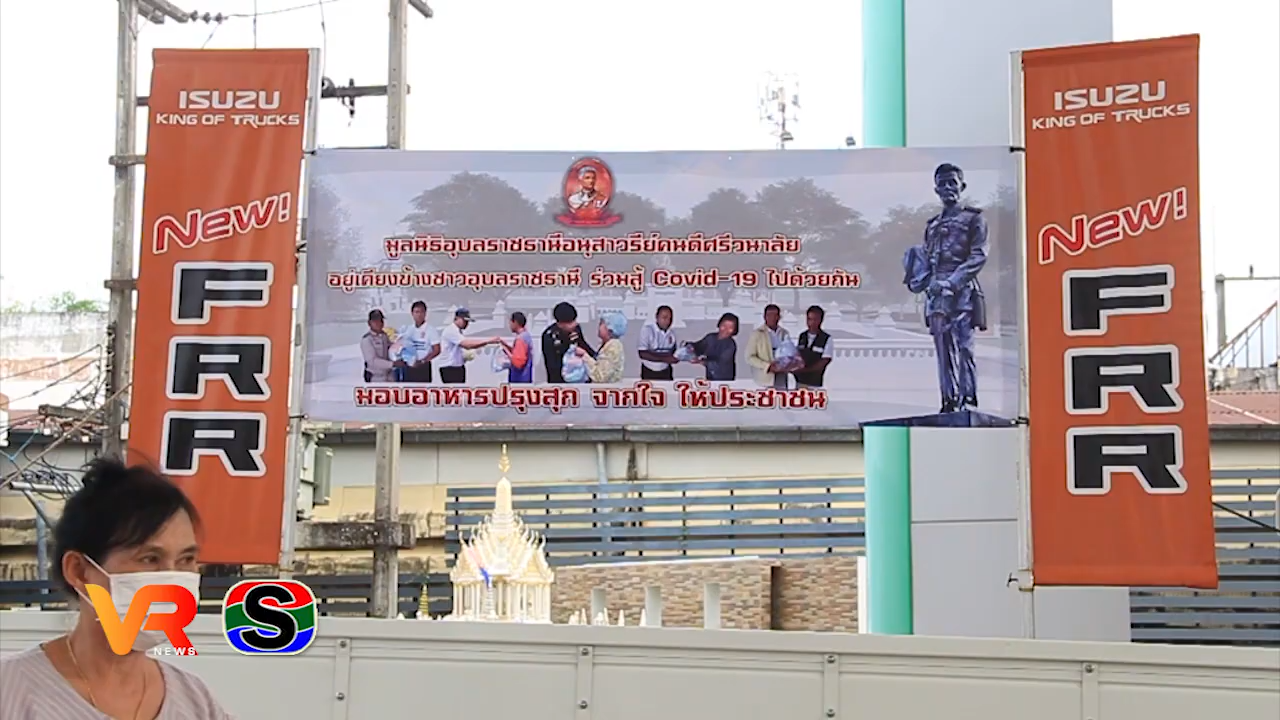 ISUZU
KING OF TRUCKS
New!
FRR
มูลนิธิอุบลราชธานีอนุสาวรีย์คนดีศรีวนาลัย
อยู่เคียงข้างชาวอุบลราชธานี ร่วมสู้ Covid-19 ไปด้วยกัน
มอบอาหารปรุงสุก จากใจ ให้ประชาชน
ISUZU
KING OF TRUCKS
New!
FRR
VR
NEWS
S